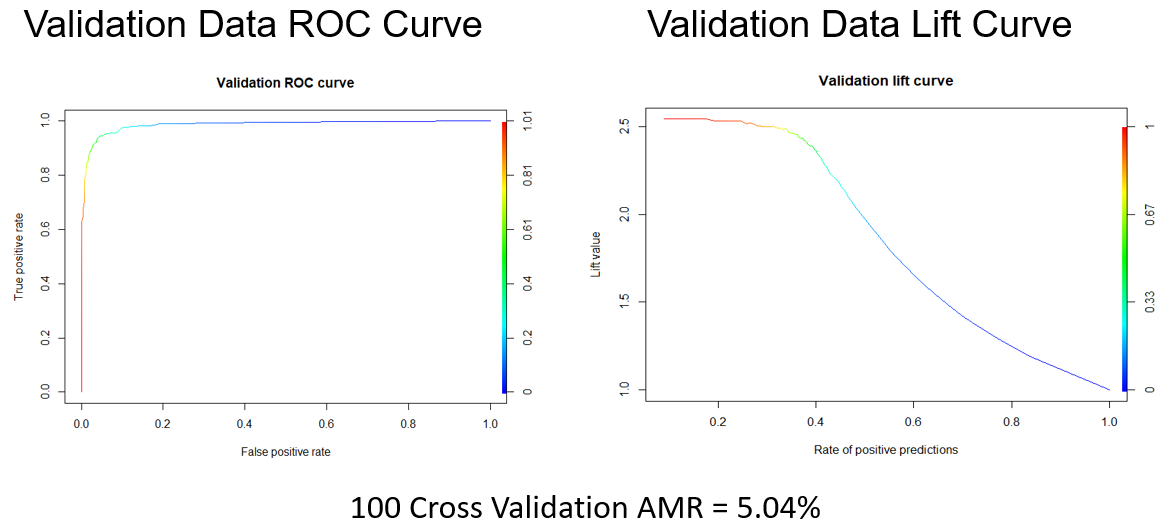 Validation Data ROC Curve
Validation ROC curve
True positive rate
0.0 0.2 0.4 0.6 0.8 1.0
0 0.2 0.4 0.61 0.81 1.01
0.0 0.2 0.4 0.6 0.8 1.0
False positive rate
Validation Data Lift Curve
Validation lift curve
Lift value
1.0 1.5 2.0 2.5
0 0.33 0.67 1
0.2 0.4 0.6 0.8 1.0
Rate of positive predictions
100 Cross Validation AMR = 5.04%